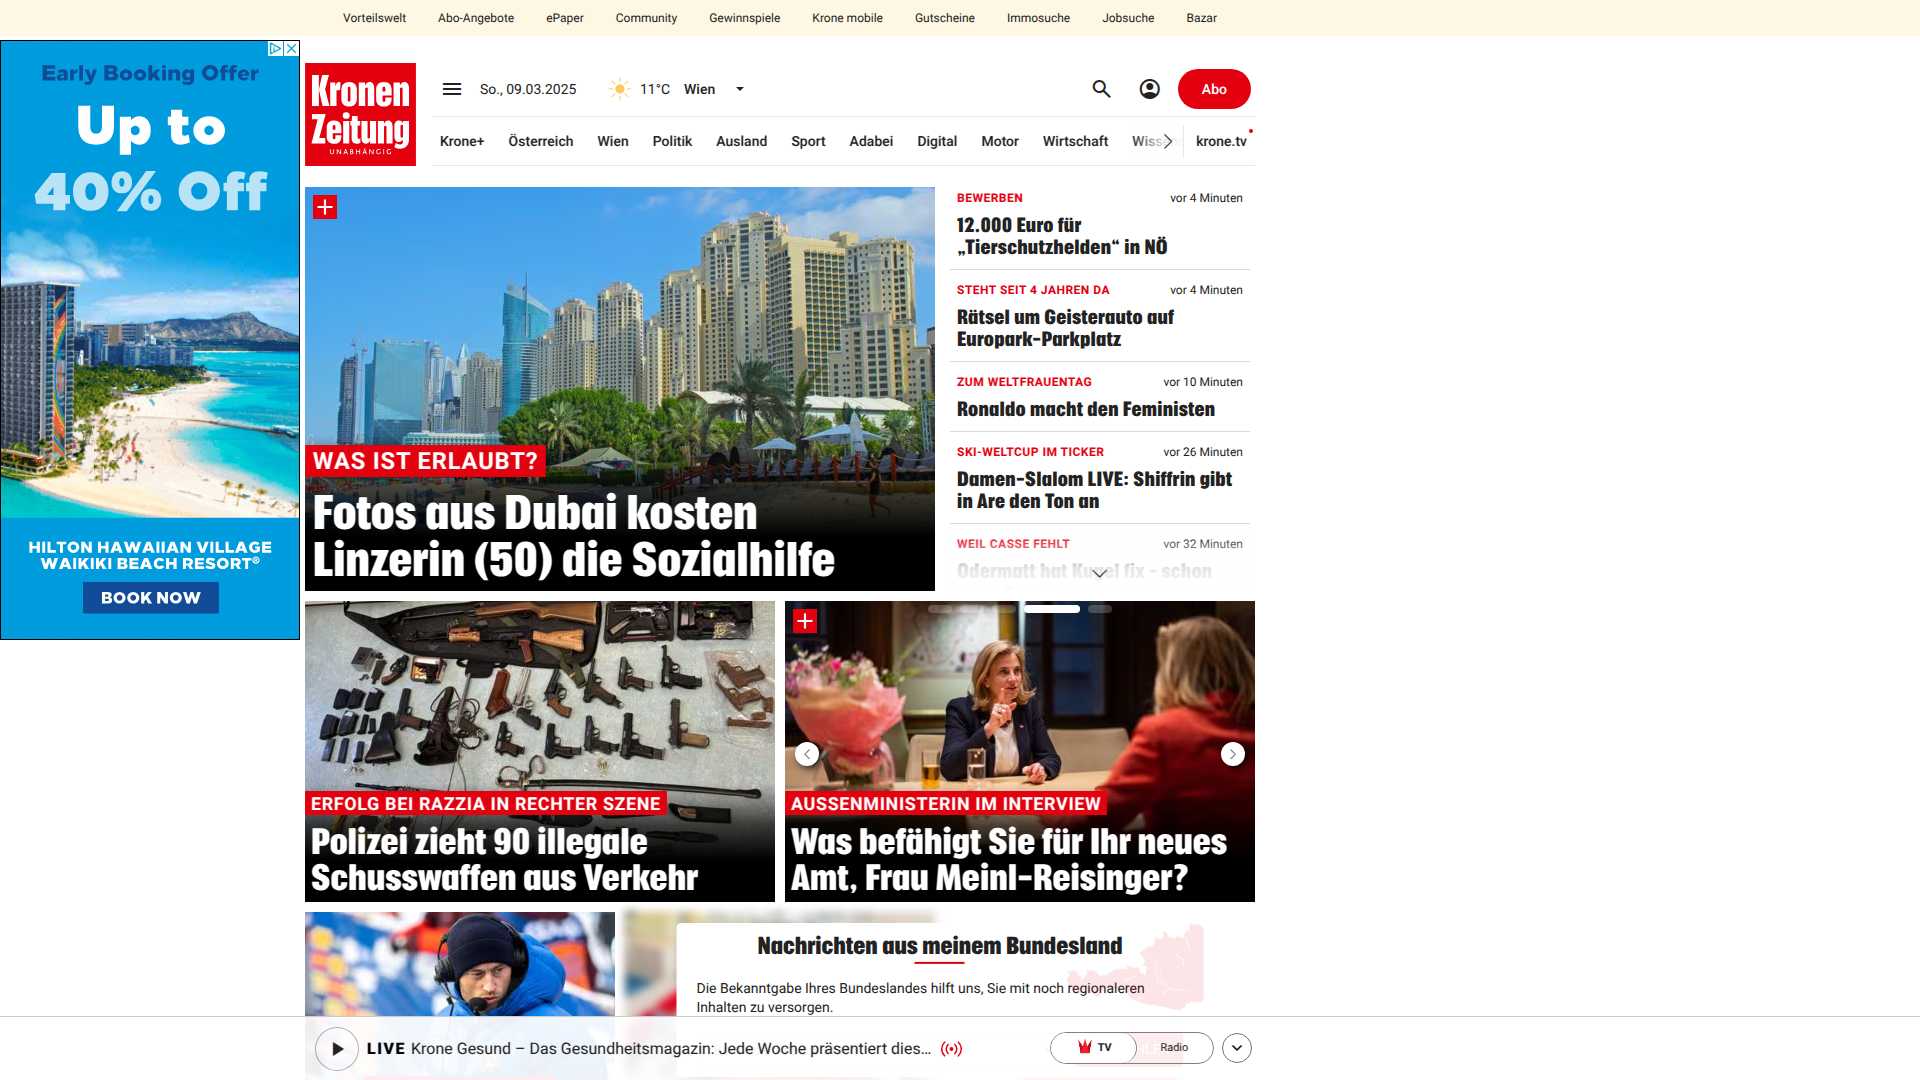 Vorteilswelt
Abo-Angebote
ePaper
Community
Gewinnspiele
Krone mobile
Gutscheine
Immosuche
Jobsuche
Bazar
Early Booking Offer
Up to
40% Off
HILTON HAWAIIAN VILLAGE
WAIKIKI BEACH RESORT®
BOOK NOW
Kronen
Zeitung
UNABHÄNGIG
So., 09.03.2025
11°C
Wien
Abo
Krone+
Österreich
Wien
Politik
Ausland
Sport
Adabei
Digital
Motor
Wirtschaft
krone.tv
WAS IST ERLAUBT?
Fotos aus Dubai kosten
Linzerin (50) die Sozialhilfe
BEWERBEN
vor 4 Minuten
12.000 Euro für
„Tierschutzhelden“ in NÖ
STEHT SEIT 4 JAHREN DA
vor 4 Minuten
Rätsel um Geisterauto auf
Europark-Parkplatz
ZUM WELTFRAUENTAG
vor 10 Minuten
Ronaldo macht den Feministen
SKI-WELTCUP IM TICKER
vor 26 Minuten
Damen-Slalom LIVE: Shiffrin gibt
in Are den Ton an
WEIL CASSE FEHLT
vor 32 Minuten
Odermatt hat Kugel fix - schon
ERFOLG BEI RAZZIA IN RECHTER SZENE
Polizei zieht 90 illegale
Schusswaffen aus Verkehr
AUSSENMINISTERIN IM INTERVIEW
Was befähigt Sie für Ihr neues
Amt, Frau Meinl-Reisinger?
Nachrichten aus meinem Bundesland
Die Bekanntgabe Ihres Bundeslandes hilft uns, Sie mit noch regionaleren
Inhalten zu versorgen.
LIVE Krone Gesund – Das Gesundheitsmagazin: Jede Woche präsentiert dies...
TV
Radio